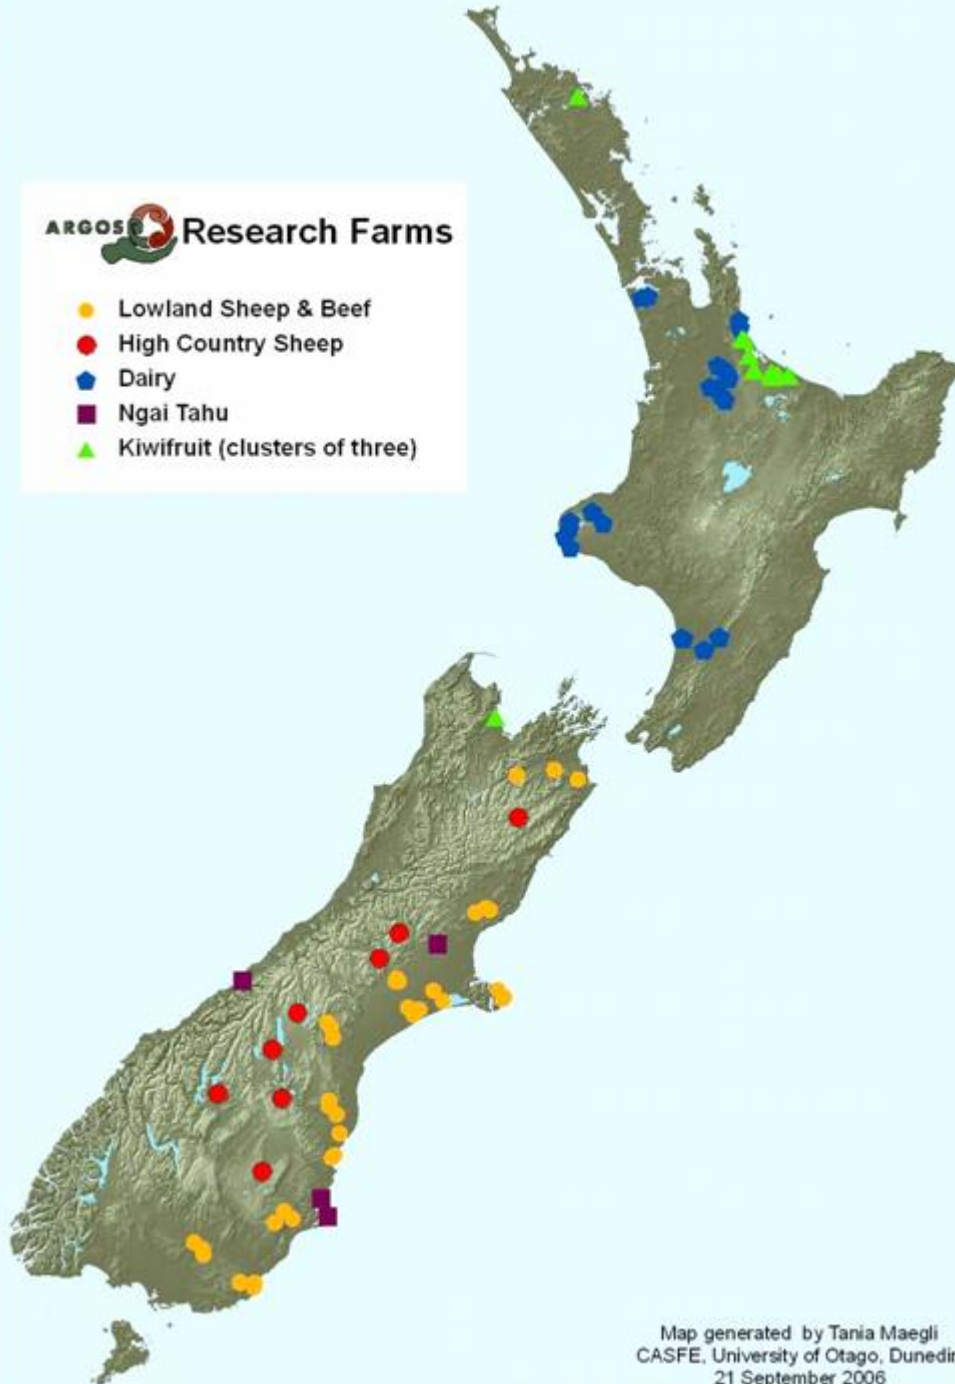 ARGOS Research Farms
Lowland Sheep & Beef
High Country Sheep
Dairy
Ngai Tahu
Kiwifruit (clusters of three)
Map generated by Tania Maegli
CASFE, University of Otago, Dunedin
21 September 2006